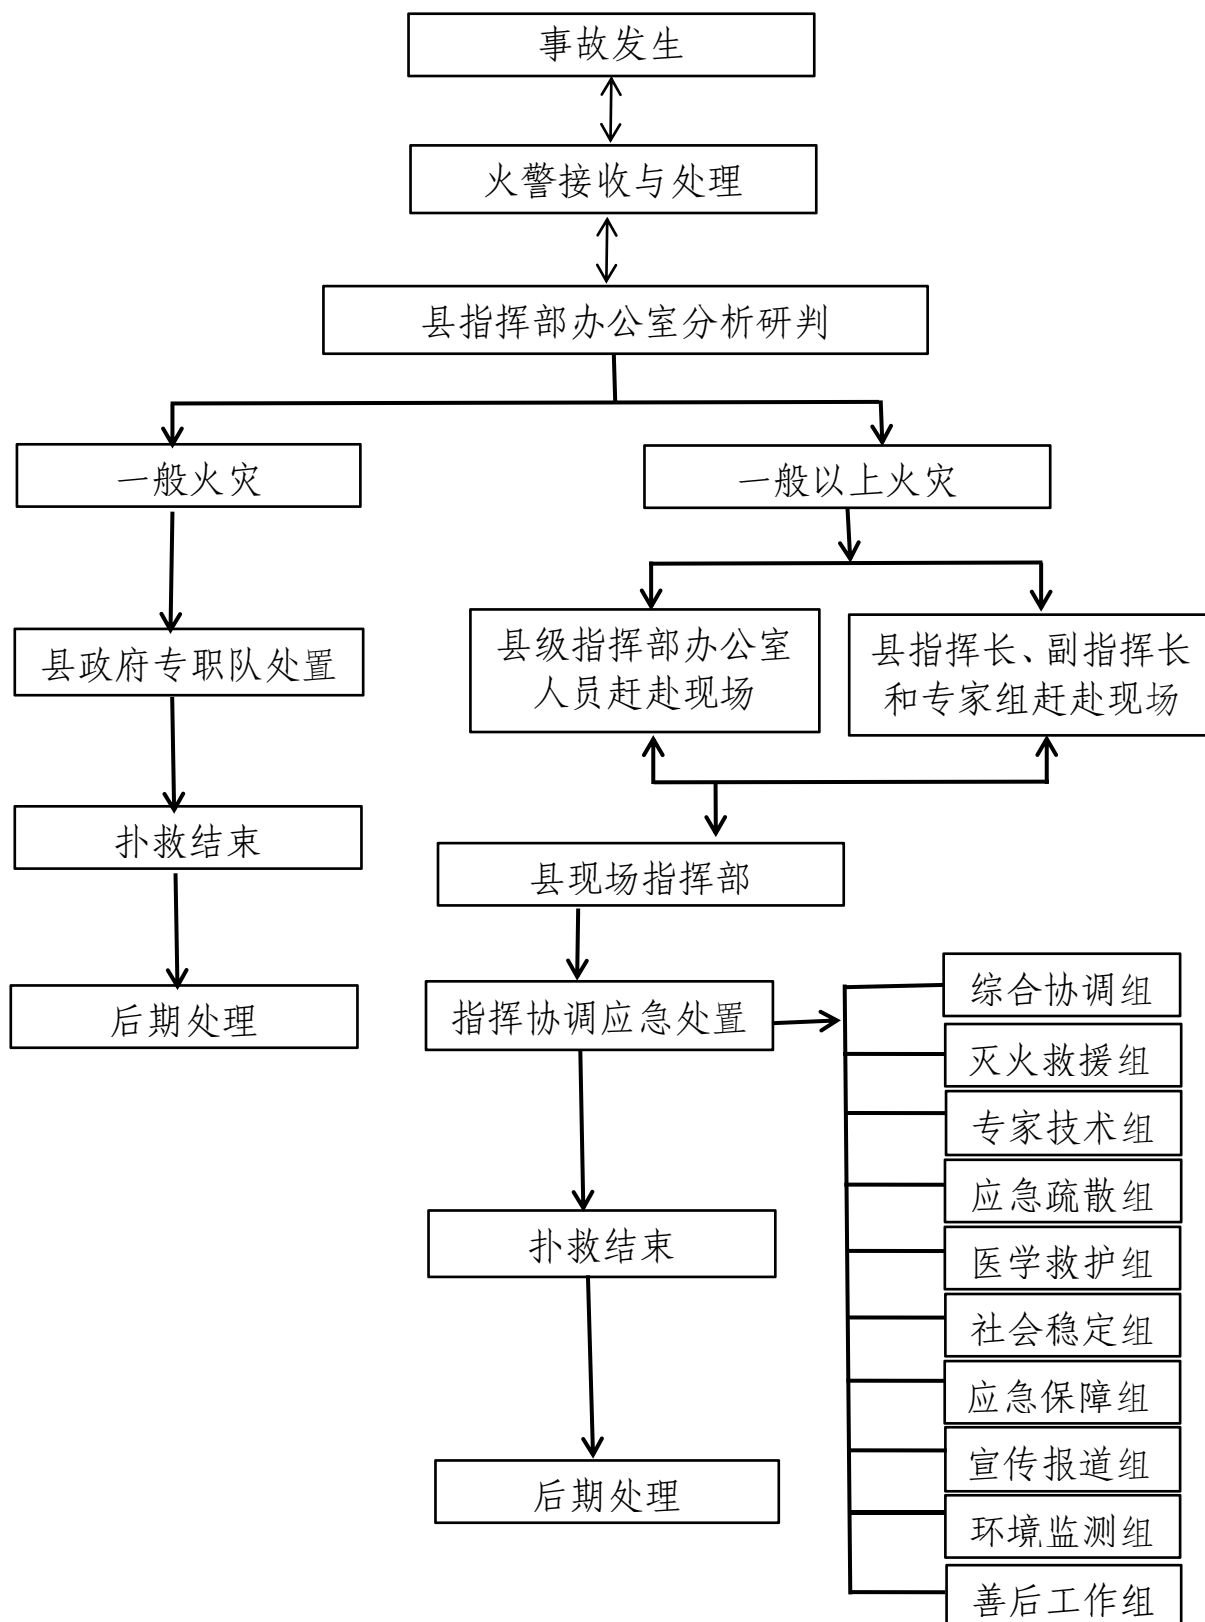 事故发生
火警接收与处理
县指挥部办公室分析研判
一般火灾
一般以上火灾
县政府专职队处置
县级指挥部办公室
人员赶赴现场
县指挥长、副指挥长
和专家组赶赴现场
扑救结束
县现场指挥部
后期处理
指挥协调应急处置
综合协调组
灭火救援组
专家技术组
应急疏散组
医学救护组
社会稳定组
应急保障组
宣传报道组
环境监测组
善后工作组
扑救结束
后期处理